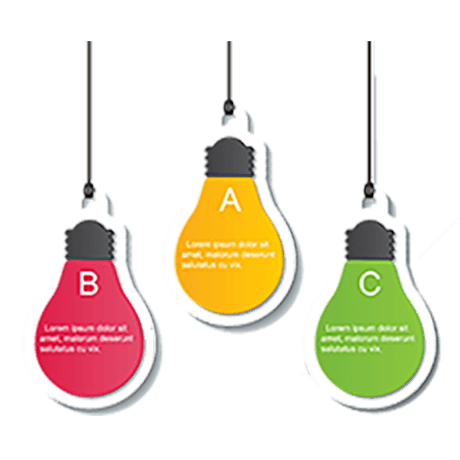 A
Lorem ipsum dolor sit
amet, malorum deserunt
salutatus cu vix.
B
Lorem ipsum dolor sit
amet, malorum deserunt
salutatus cu vix.
C
Lorem ipsum dolor sit
amet, malorum deserunt
salutatus cu vix.